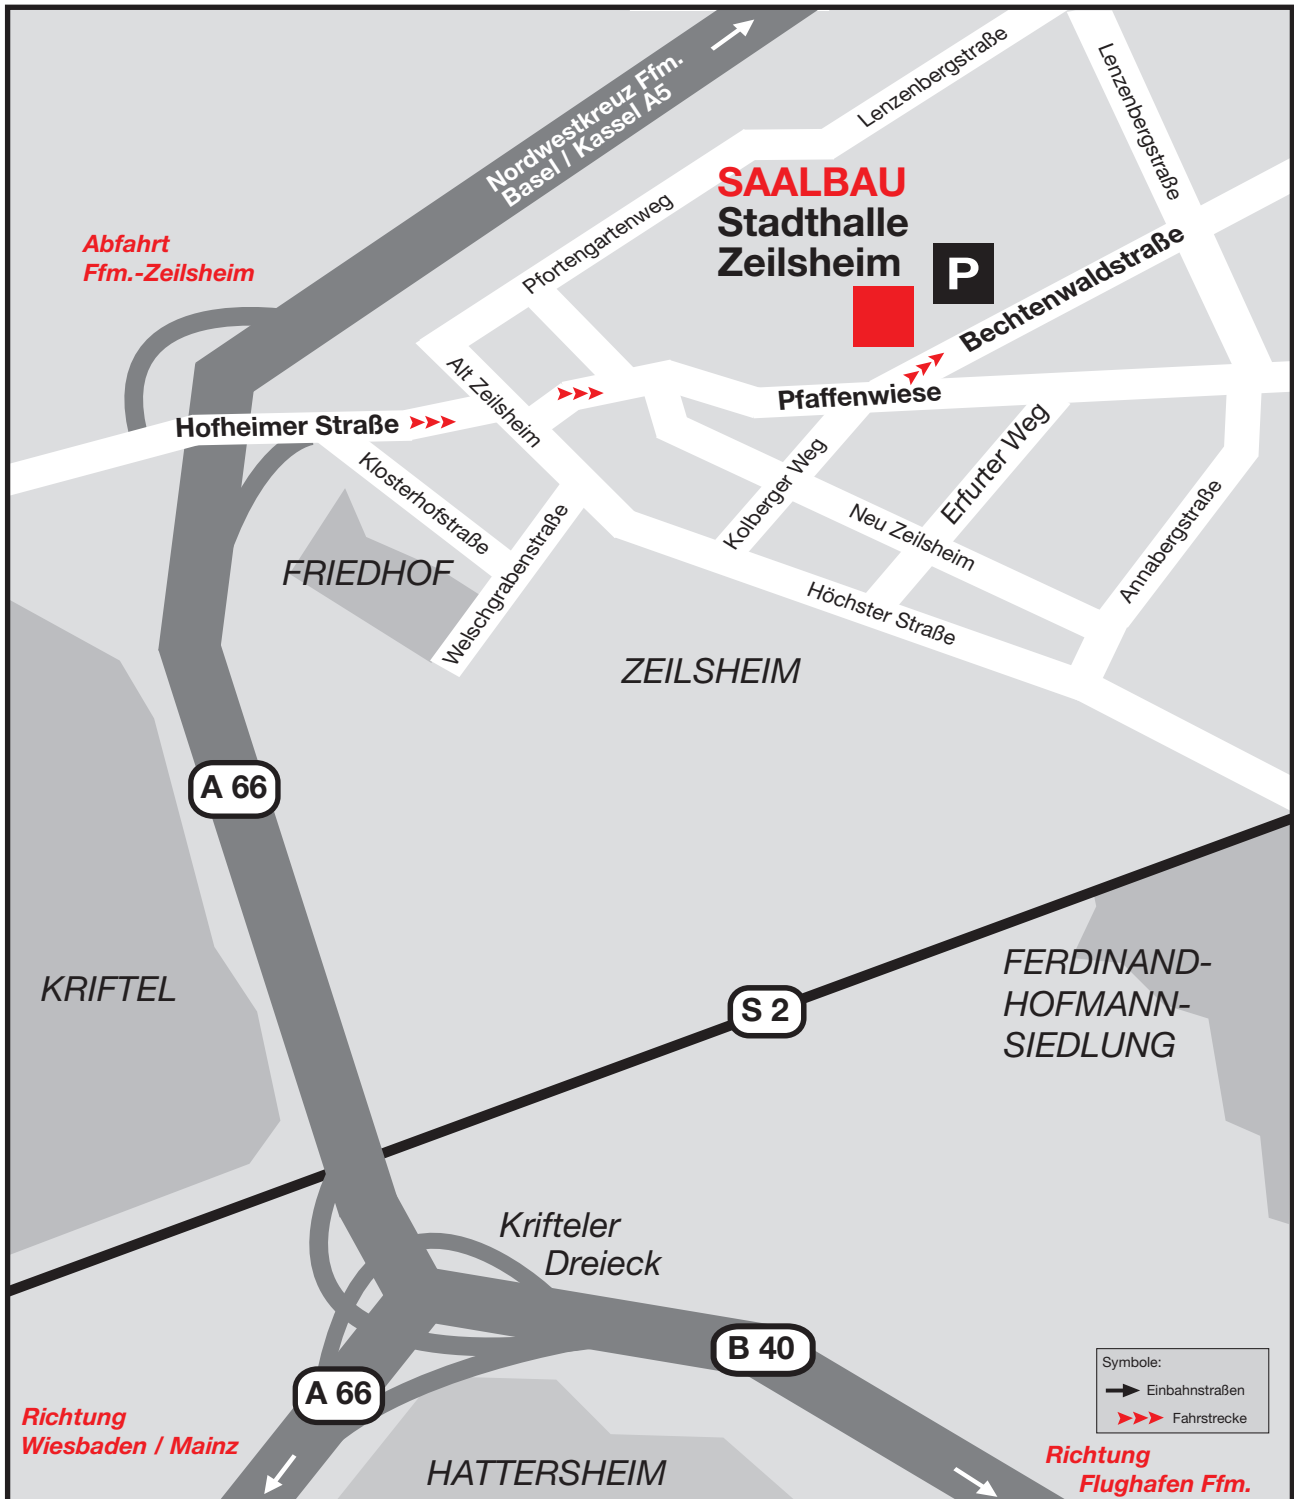 Nordwestkreuz Ffm.
Basel / Kassel A5
Lenzenbergstraße
Lenzenbergstraße
SAALBAU
Stadthalle
Zeilsheim
P
Pfortengartenweg
Abfahrt
Ffm.-Zeilsheim
Bechtenwaldstraße
Alt Zeilsheim
Pfaffenwiese
Hofheimer Straße
Klosterhofstraße
Welschgrabenstraße
Kolberger Weg
Erfurter Weg
Neu Zeilsheim
Annabergstraße
Höchster Straße
FRIEDHOF
ZEILSHEIM
A 66
KRIFTEL
S 2
FERDINAND-
HOFMANN-
SIEDLUNG
Krifteler
Dreieck
B 40
A 66
Symbole:
Einbahnstraßen
Fahrstrecke
Richtung
Wiesbaden / Mainz
HATTERSHEIM
Richtung
Flughafen Ffm.